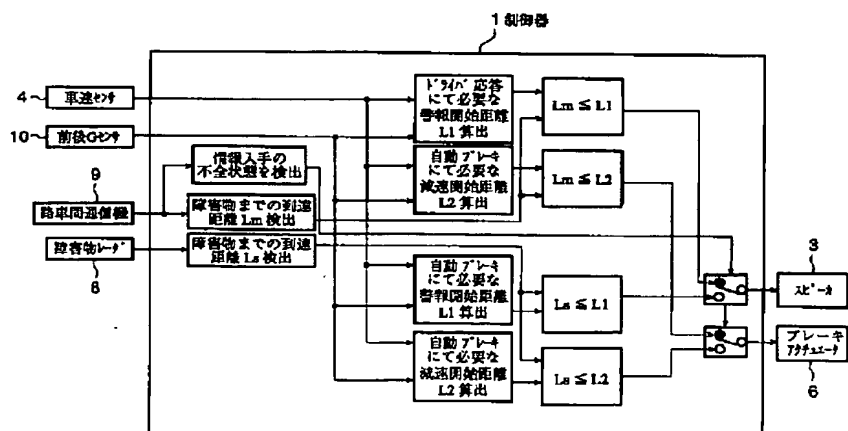 1 制御器
4
車速センサ
10
前後Gセンサ
9
路車間通信機
障害物レーダ
8
情報入手の
不全状態を検出
障害物までの到達
距離Lm検出
障害物までの到達
距離Ls検出
ドライバ応答
にて必要な
警報開始距離
L1 算出
Lm ≦ L1
自動ブレーキ
にて必要な
減速開始距離
L2 算出
Lm ≦ L2
自動ブレーキ
にて必要な
警報開始距離
L1 算出
Ls ≦ L1
自動ブレーキ
にて必要な
減速開始距離
L2 算出
Ls ≦ L2
3
スピーカ
ブレーキ
アクチュエータ
6